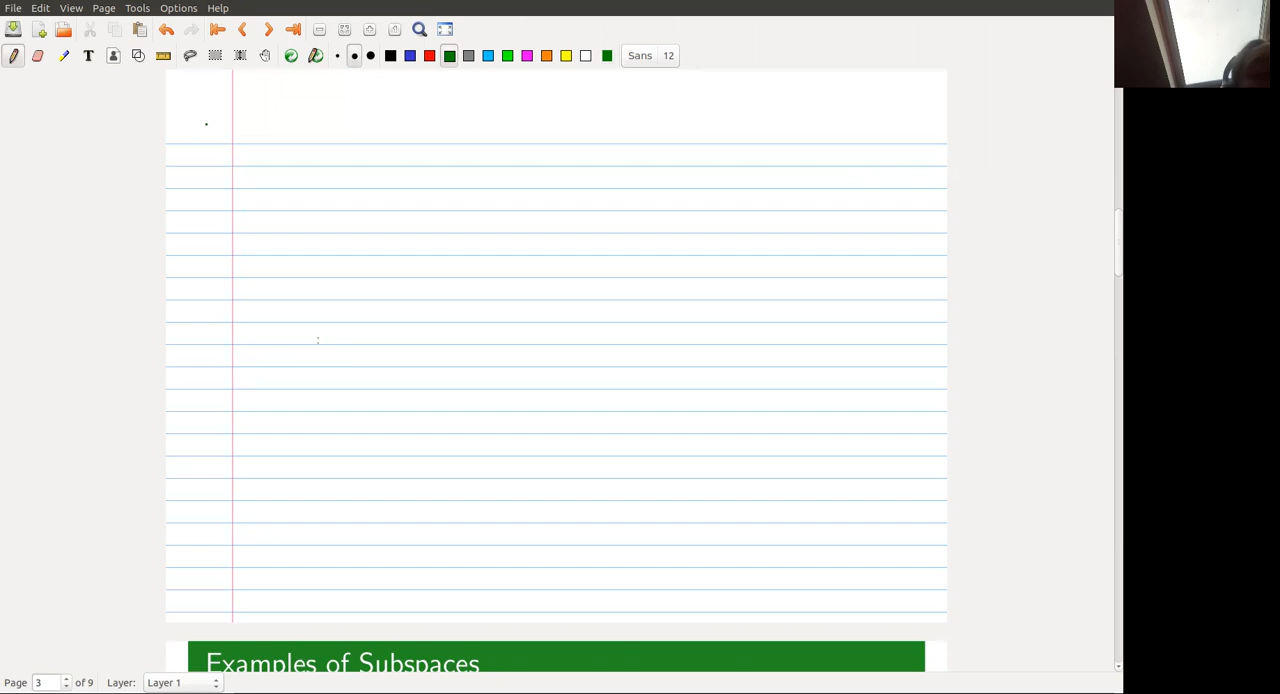 File Edit View Page Tools Options Help
Sans 12
Examples of Subspaces
Page 3 of 9 Layer: Layer 1